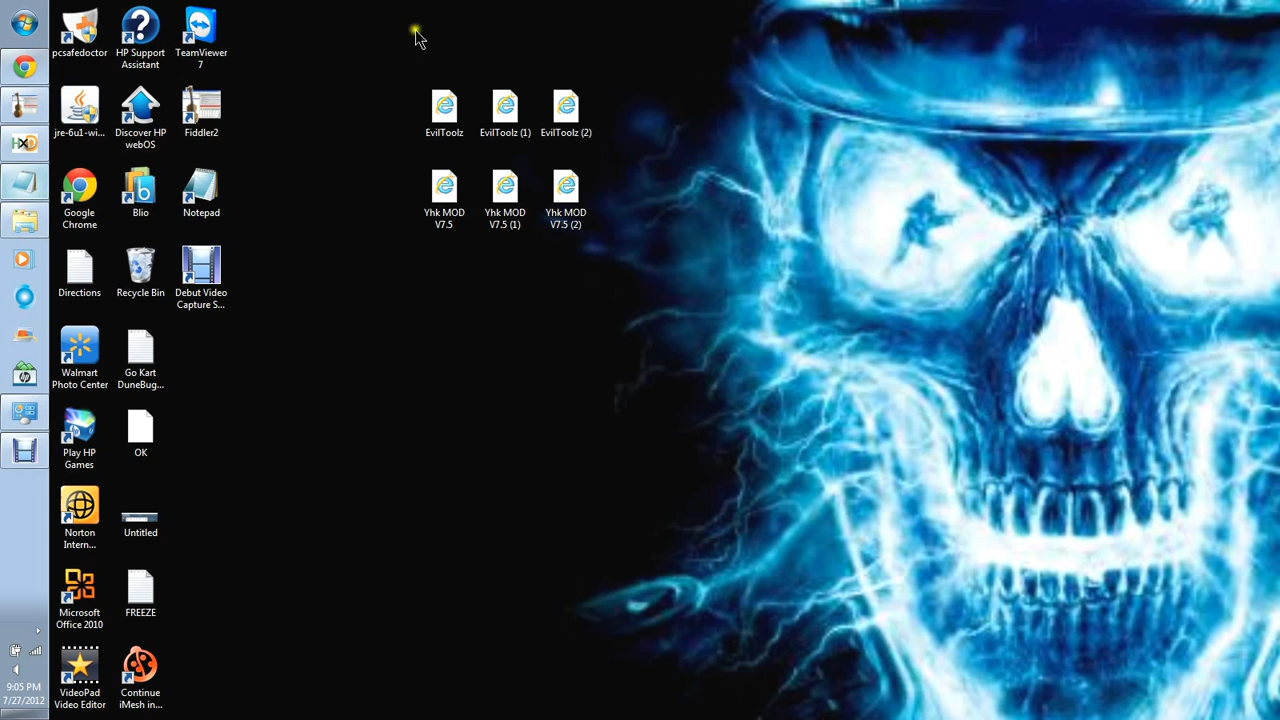 pcsafedoctor
HP Support
Assistant
TeamViewer
7
jre-6u1-wi...
Discover HP
webOS
Fiddler2
EvilToolz
EvilToolz (1)
EvilToolz (2)
Google
Chrome
Blio
Notepad
Yhk MOD
V7.5
Yhk MOD
V7.5 (1)
Yhk MOD
V7.5 (2)
Directions
Recycle Bin
Debut Video
Capture S...
Walmart
Photo Center
Go Kart
DuneBug...
Play HP
Games
OK
Norton
Intern...
Untitled
Microsoft
Office 2010
FREEZE
VideoPad
Video Editor
Continue
iMesh in...
9:05 PM
7/27/2012